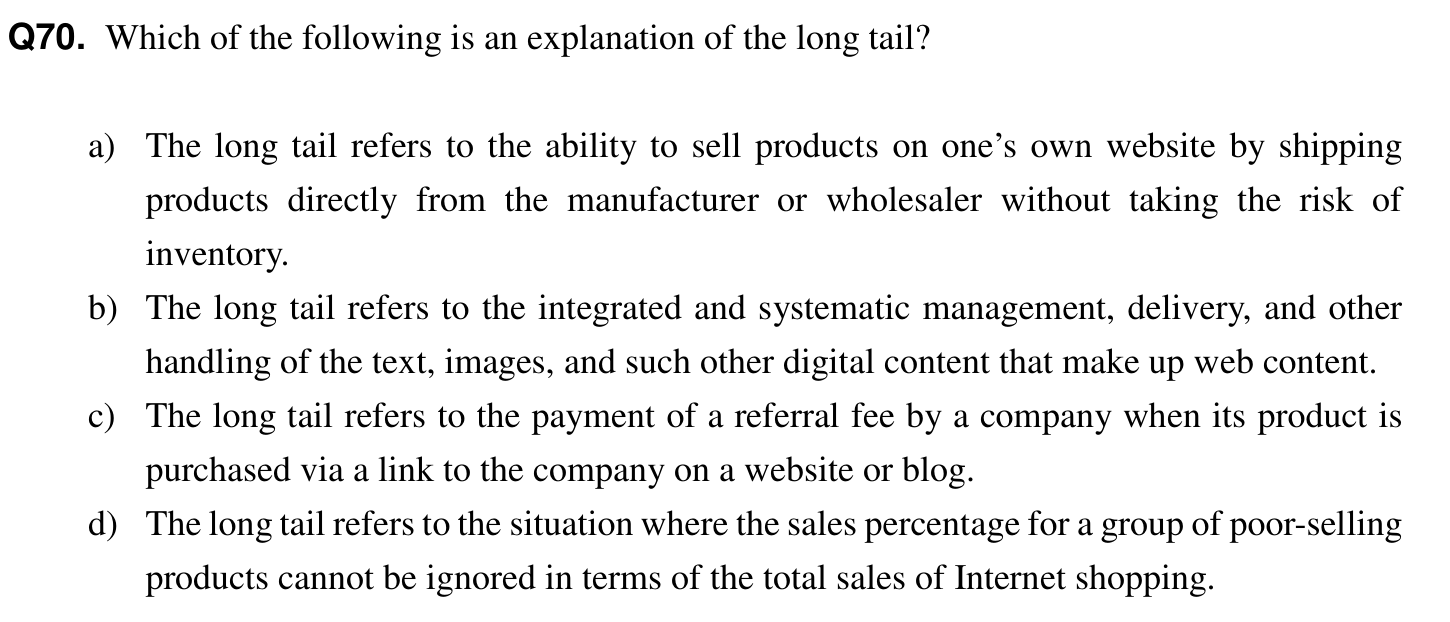 Q70. Which of the following is an explanation of the long tail?
a) The long tail refers to the ability to sell products on one’s own website by shipping
products directly from the manufacturer or wholesaler without taking the risk of
inventory.
b) The long tail refers to the integrated and systematic management, delivery, and other
handling of the text, images, and such other digital content that make up web content.
c) The long tail refers to the payment of a referral fee by a company when its product is
purchased via a link to the company on a website or blog.
d) The long tail refers to the situation where the sales percentage for a group of poor-selling
products cannot be ignored in terms of the total sales of Internet shopping.